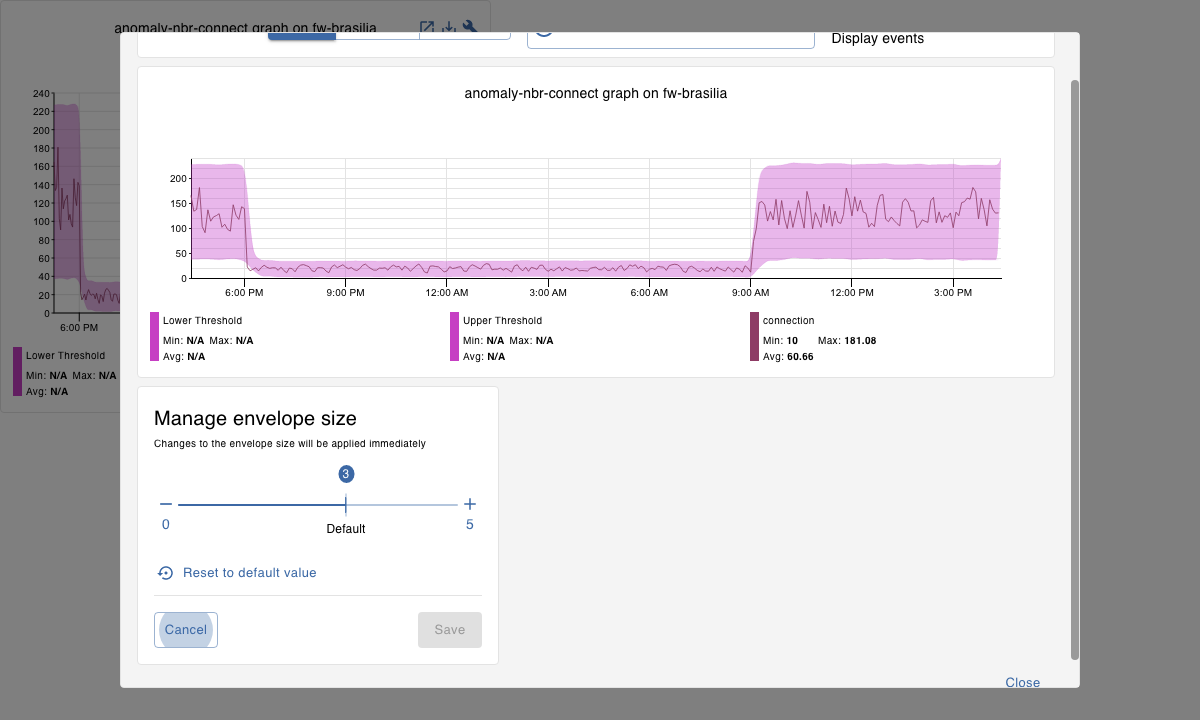 anomaly-nbr-connect graph on fw-brasilia
240
220
200
180
160
140
120
100
80
60
40
20
0
6:00 PM
Lower Threshold
Min: N/A Max: N/A
Avg: N/A
Display events
anomaly-nbr-connect graph on fw-brasilia
200
150
100
50
0
6:00 PM 9:00 PM 12:00 AM 3:00 AM 6:00 AM 9:00 AM 12:00 PM 3:00 PM
Lower Threshold
Min: N/A Max: N/A
Avg: N/A
Upper Threshold
Min: N/A Max: N/A
Avg: N/A
connection
Min: 10 Max: 181.08
Avg: 60.66
Manage envelope size
Changes to the envelope size will be applied immediately
3
0 5
Default
Reset to default value
Cancel Save
Close